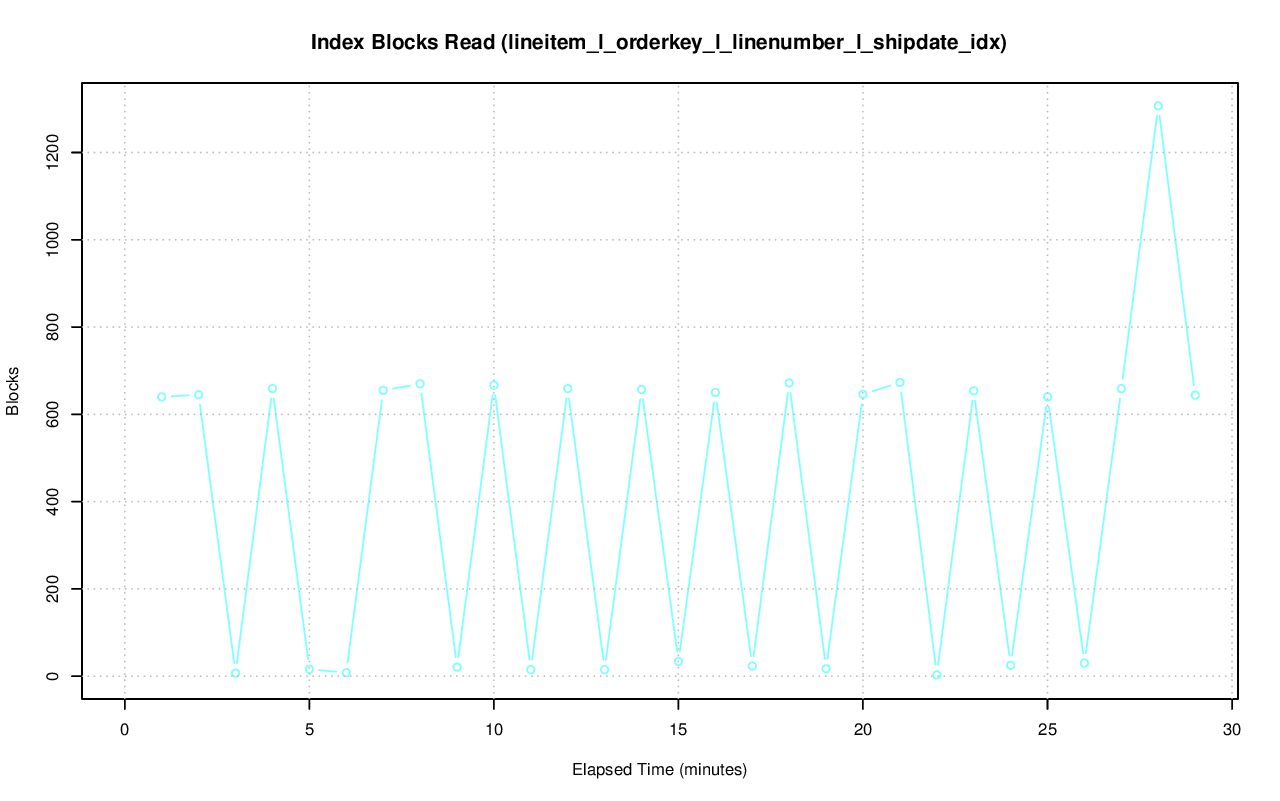 Index Blocks Read (lineitem_l_orderkey_l_linenumber_l_shipdate_idx)
Blocks
1200
1000
800
600
400
200
0
0 5 10 15 20 25 30
Elapsed Time (minutes)